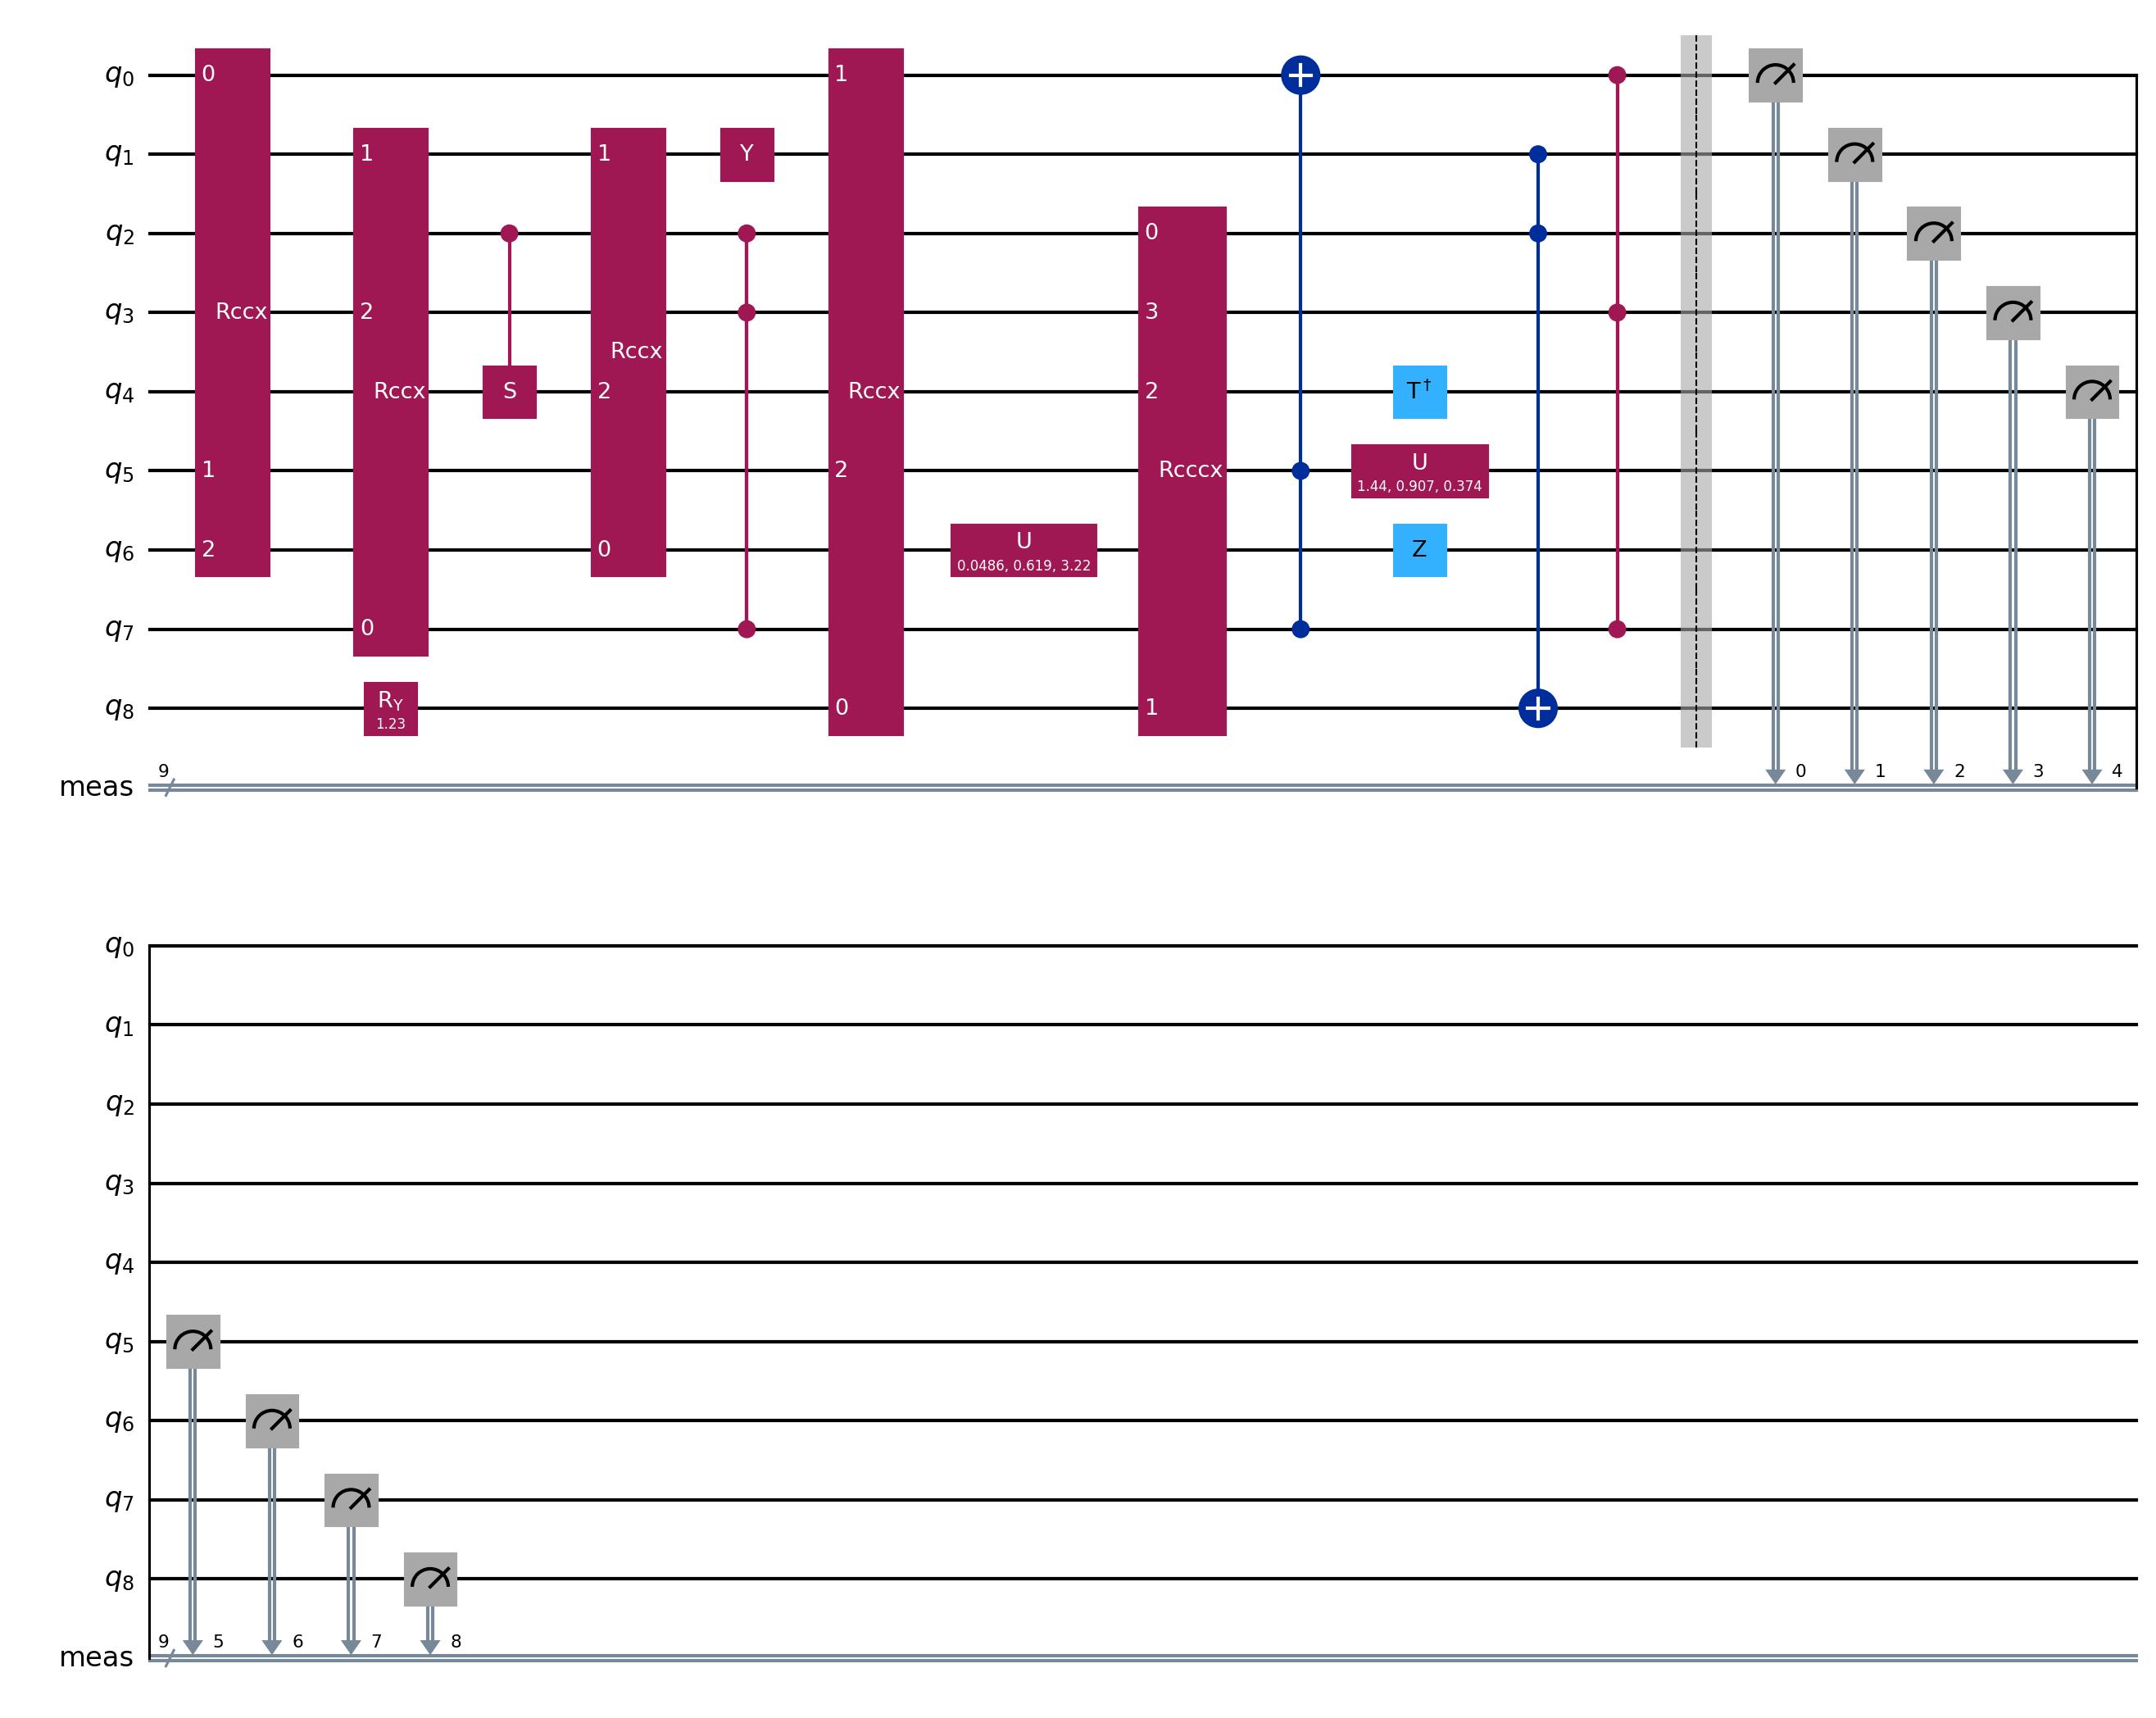 q0 0 1
q1 1 1 Y
q2 0
q3 Rccx 2 3
Rccx
q4 Rccx S 2 Rccx 2 T†
q5 1 2 Rcccx U
1.44, 0.907, 0.374
q6 2 0 U Z
0.0486, 0.619, 3.22
q7 0
q8 RY 0 1
1.23
meas 9 0 1 2 3 4
q0
q1
q2
q3
q4
q5
q6
q7
q8
meas 9 5 6 7 8